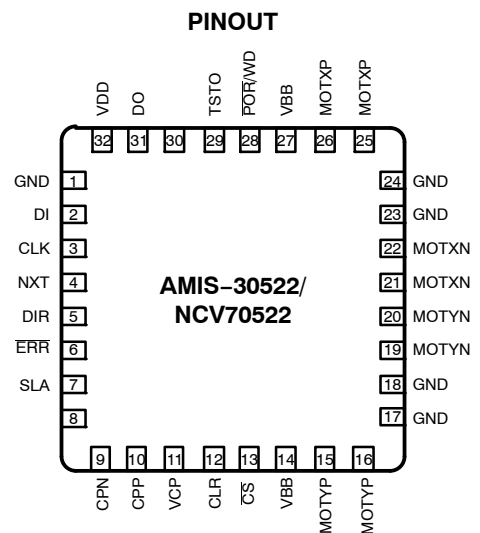 PINOUT
VDD
DO
TSTO
POR/WD
VBB
MOTXP
MOTXP
32 31 30 29 28 27 26 25
GND 1
DI 2
CLK 3
NXT 4
DIR 5
ERR 6
SLA 7
8
AMIS-30522/
NCV70522
24 GND
23 GND
22 MOTXN
21 MOTXN
20 MOTYN
19 MOTYN
18 GND
17 GND
9 10 11 12 13 14 15 16
CPN
CPP
VCP
CLR
CS
VBB
MOTYP
MOTYP